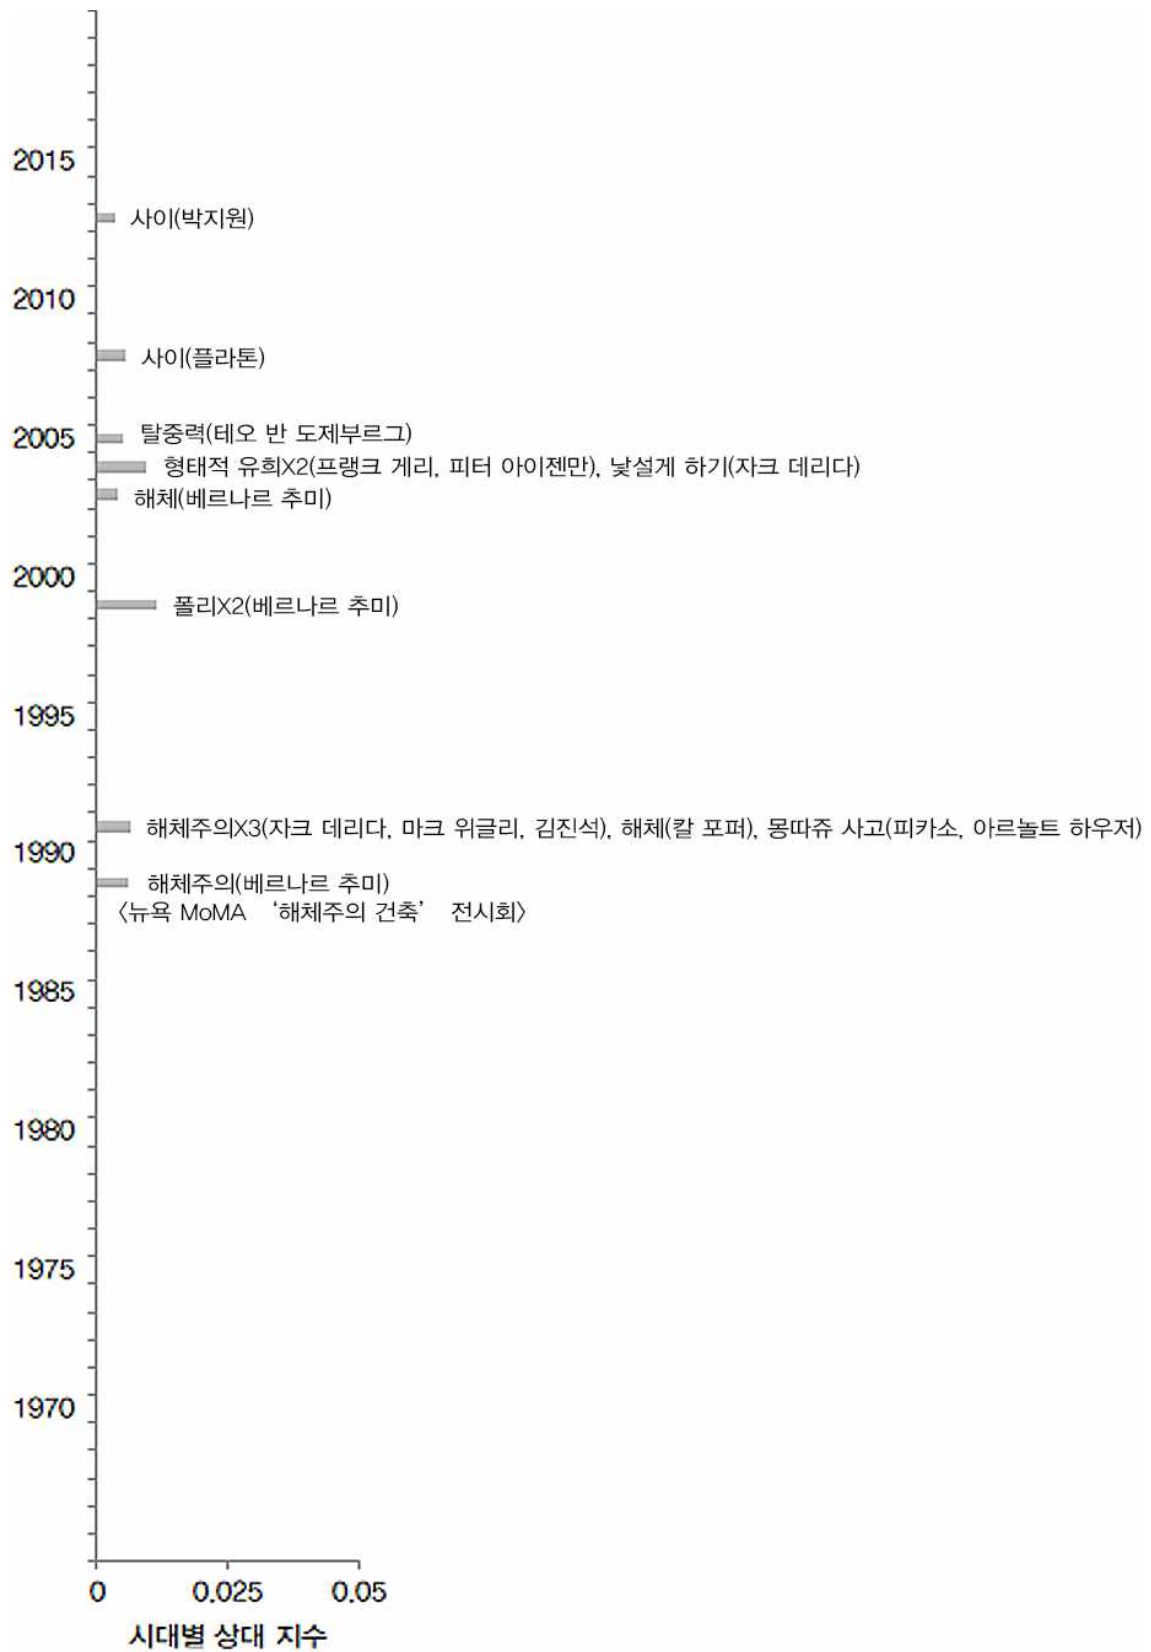 2015
사이(박지원)
2010
사이(플라톤)
2005
탈중력(테오 반 도제부르그)
형태적 유희X2(프랭크 게리, 피터 아이젠만), 낯설게 하기(자크 데리다)
해체(베르나르 추미)
2000
폴리X2(베르나르 추미)
1995
해체주의X3(자크 데리다, 마크 위글리, 김진석), 해체(칼 포퍼), 몽따쥬 사고(피카소, 아르놀트 하우저)
1990
해체주의(베르나르 추미)
〈뉴욕 MoMA ‘해체주의 건축’ 전시회〉
1985
1980
1975
1970
0 0.025 0.05
시대별 상대 지수